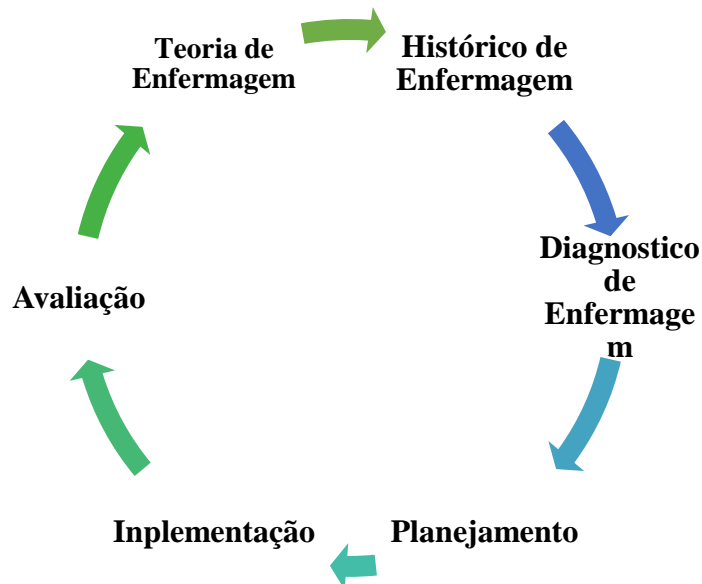 Teoria de
Enfermagem
Histórico de
Enfermagem
Diagnostico
de
Enfermage
m
Planejamento
Inplementação
Avaliação